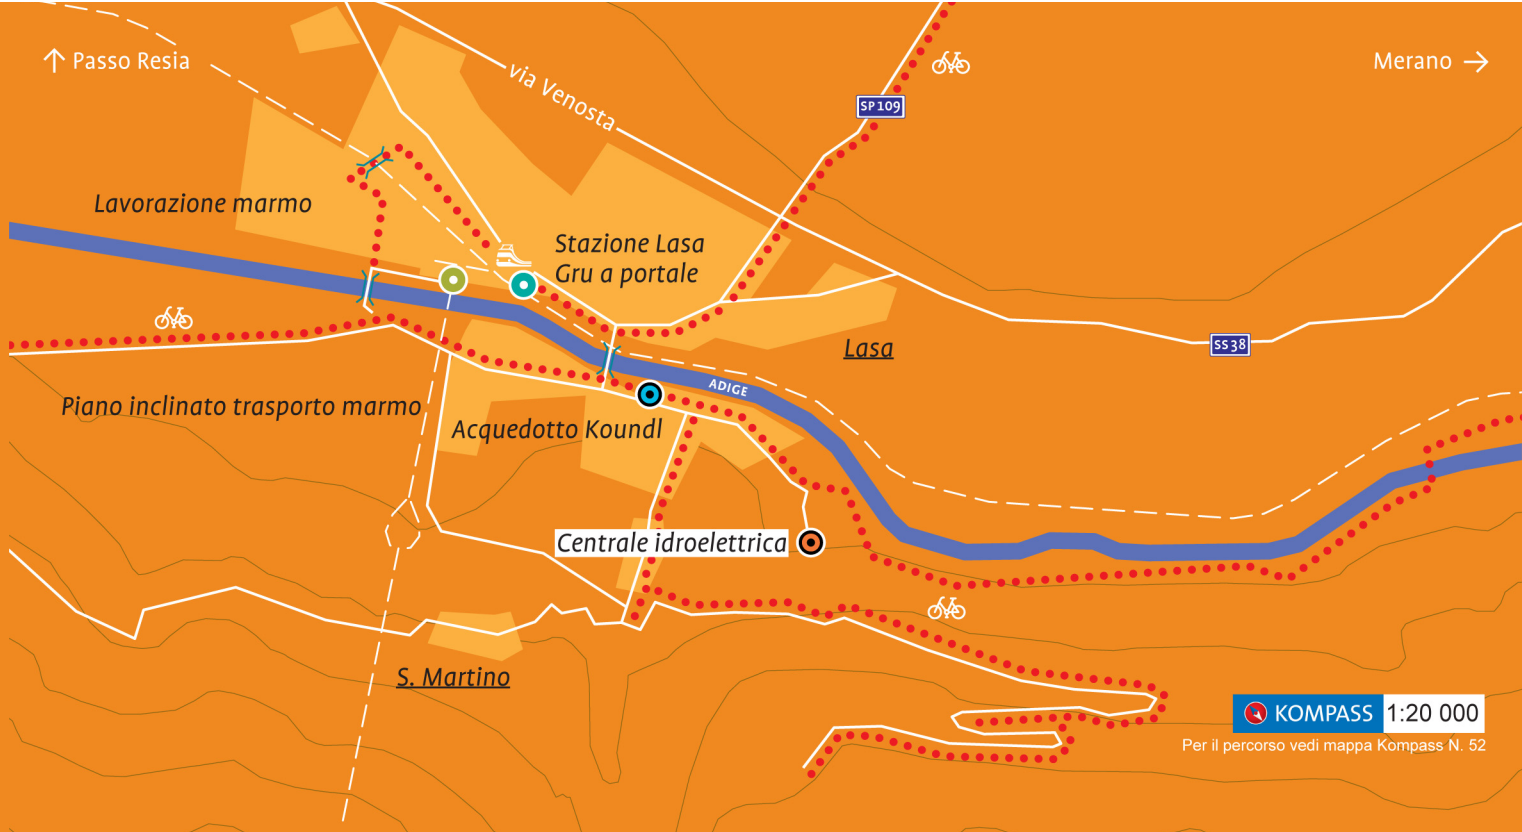 ↑ Passo Resia
Merano →
via Venosta
SP109
Lavorazione marmo
Stazione Lasa
Gru a portale
Lasa
SS38
ADIGE
Piano inclinato trasporto marmo
Acquedotto Koundl
Centrale idroelettrica
S. Martino
KOMPASS 1:20 000
Per il percorso vedi mappa Kompass N. 52